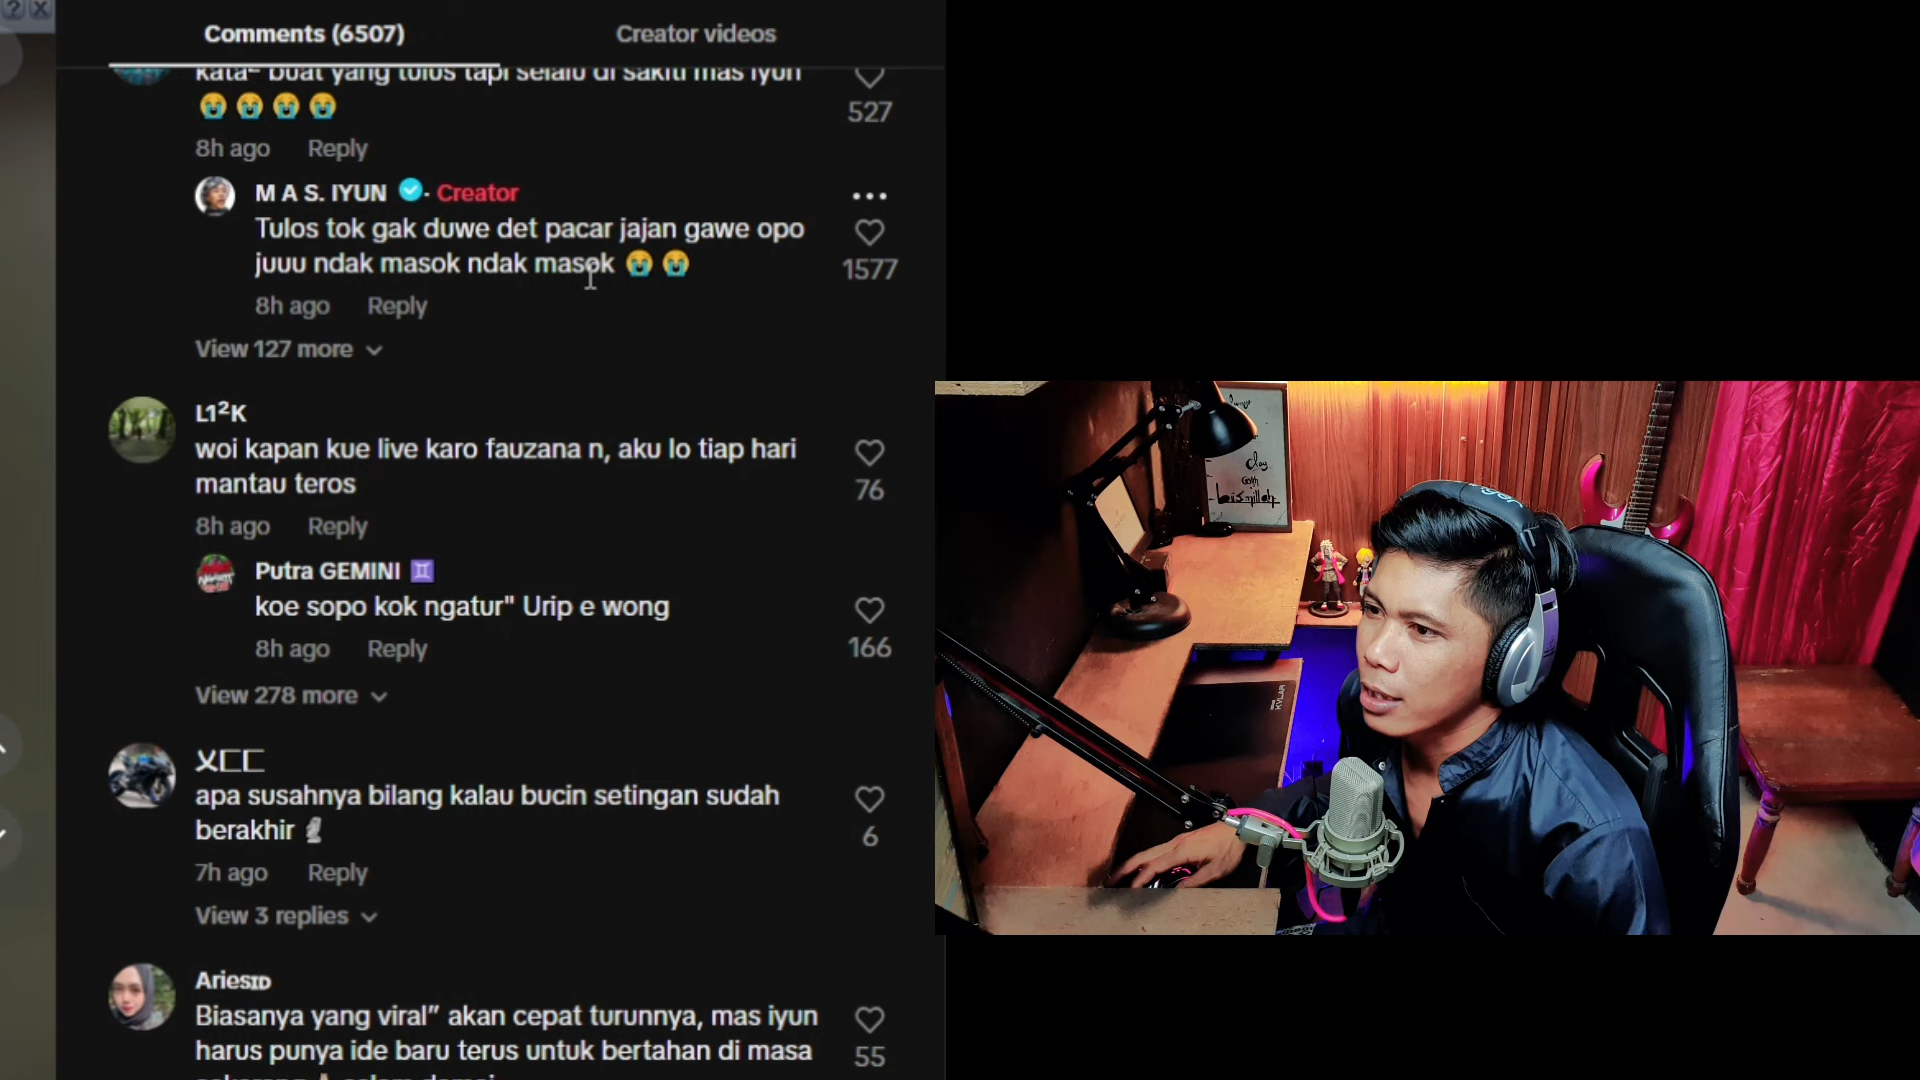 Comments (6507)
Creator videos
kata² buat yang tulus tapi selalu di sakiti mas iyun
😭 😭 😭 😭
527
8h ago Reply
M A S. IYUN · Creator
Tulos tok gak duwe det pacar jajan gawe opo
juuu ndak masok ndak masok 😭 😭
1577
8h ago Reply
View 127 more
L1²K
woi kapan kue live karo fauzana n, aku lo tiap hari
mantau teros
76
8h ago Reply
Putra GEMINI ♊
koe sopo kok ngatur" Urip e wong
166
8h ago Reply
View 278 more
apa susahnya bilang kalau bucin setingan sudah
berakhir 🗿
6
7h ago Reply
View 3 replies
Ariesɪᴅ
Biasanya yang viral” akan cepat turunnya, mas iyun
harus punya ide baru terus untuk bertahan di masa
55
bismillah